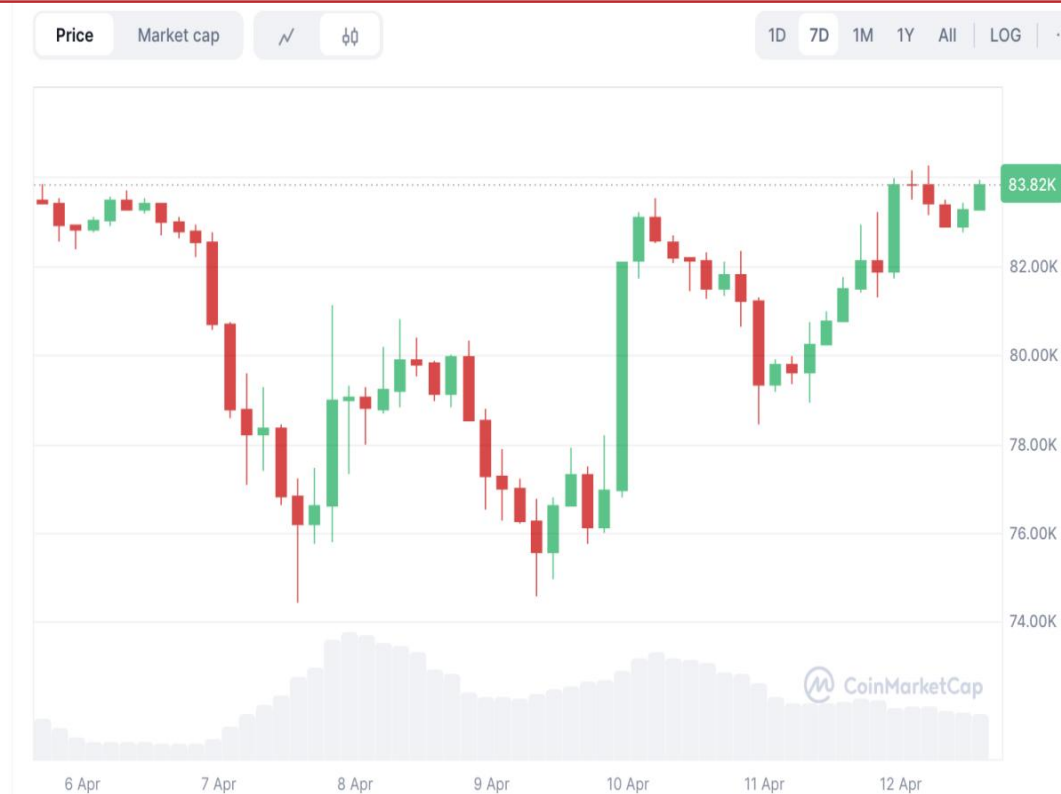 Price Market cap 1D 7D 1M 1Y All LOG
83.82K
82.00K
80.00K
78.00K
76.00K
74.00K
CoinMarketCap
6 Apr 7 Apr 8 Apr 9 Apr 10 Apr 11 Apr 12 Apr